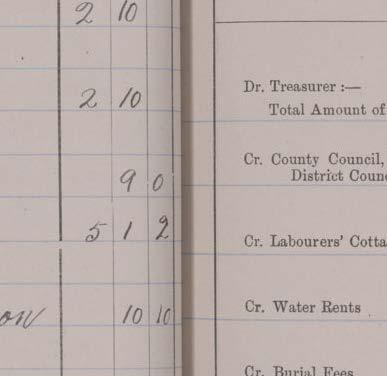 2 10
2 10
9 0
5 1 2
10 10
Dr. Treasurer :—
Total Amount of
Cr. County Council,
District Coun
Cr. Labourers' Cotta
Cr. Water Rents
Cr. Burial Fees